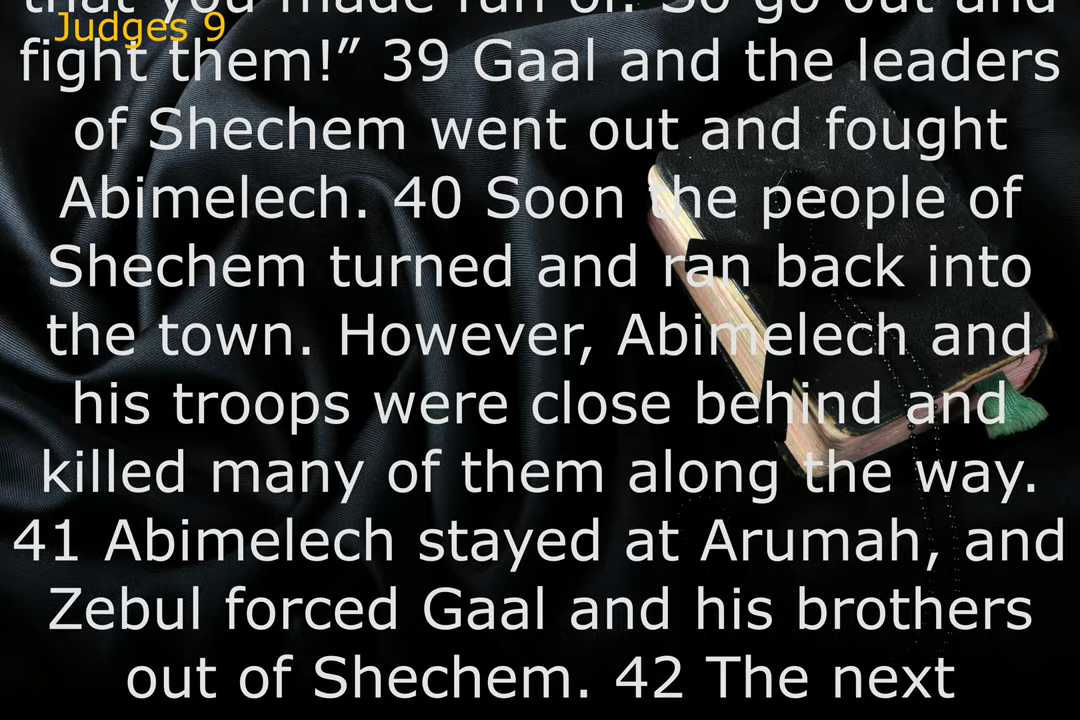 that you made fun of. So go out and
Judges 9
fight them!” 39 Gaal and the leaders
of Shechem went out and fought
Abimelech. 40 Soon the people of
Shechem turned and ran back into
the town. However, Abimelech and
his troops were close behind and
killed many of them along the way.
41 Abimelech stayed at Arumah, and
Zebul forced Gaal and his brothers
out of Shechem. 42 The next